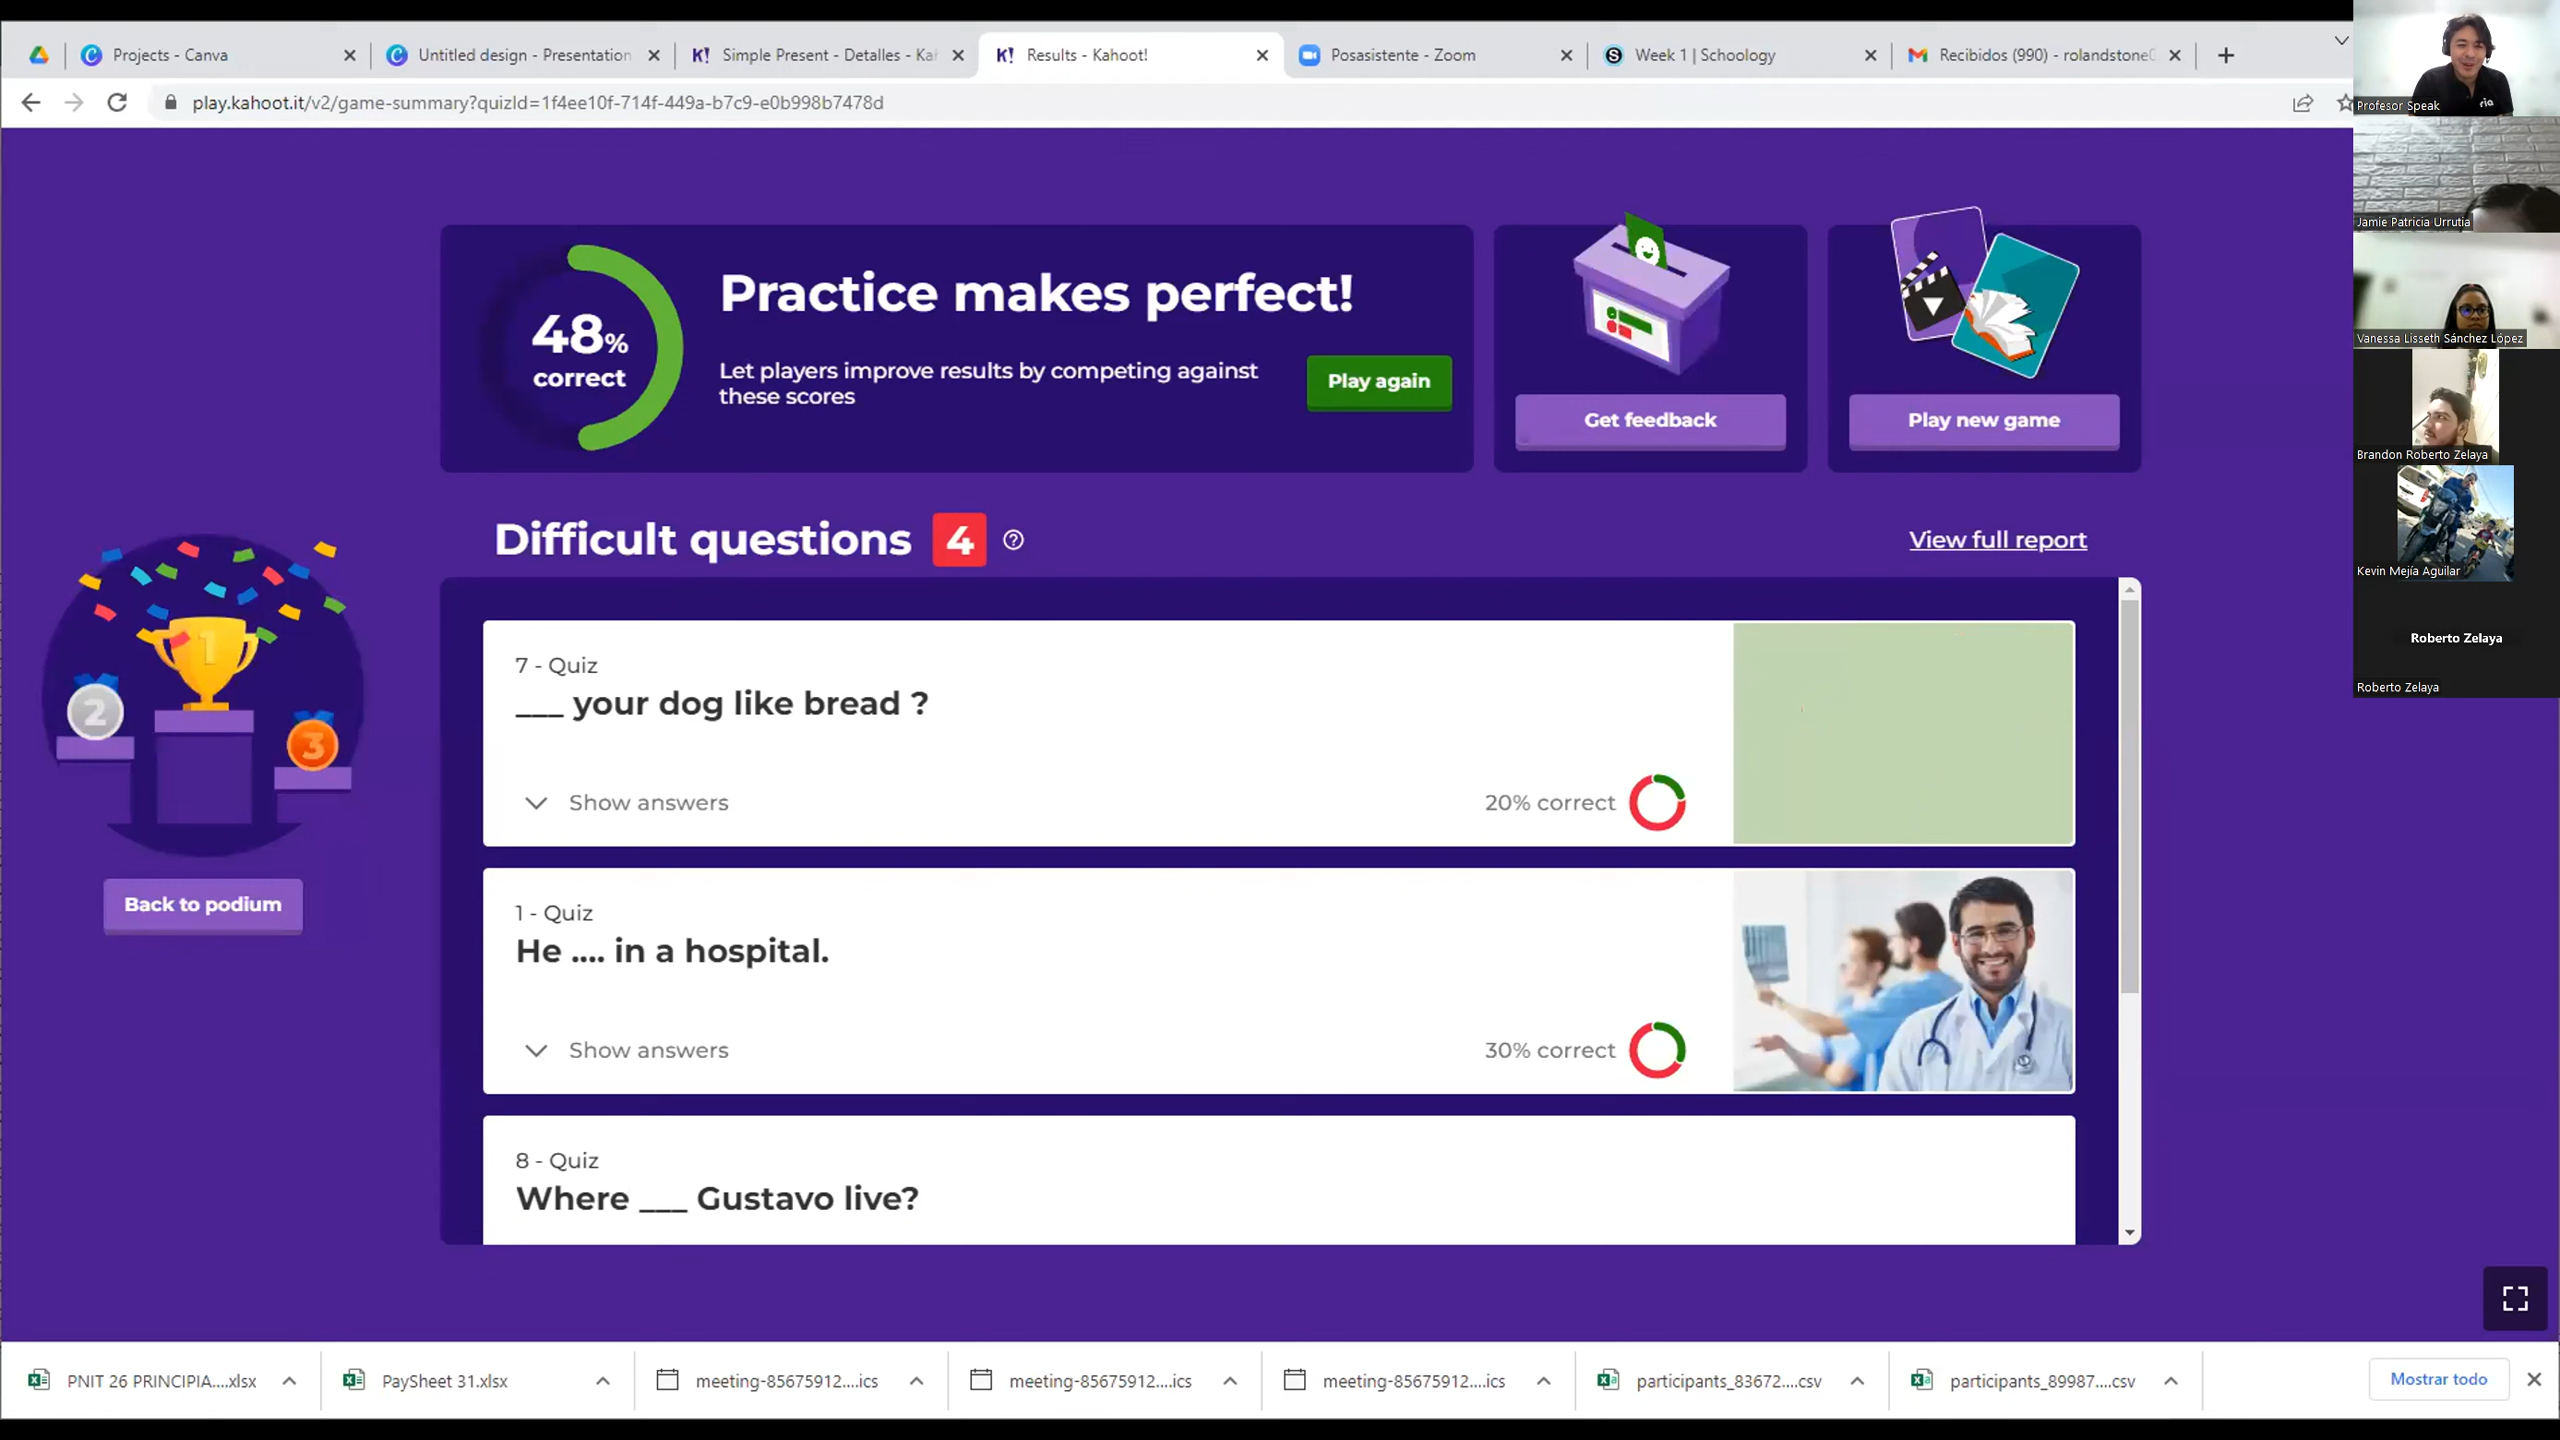 Projects - Canva
Untitled design - Presentation
K! Simple Present - Detalles - Kah
K! Results - Kahoot!
Posasistente - Zoom
S Week 1 | Schoology
Recibidos (990) - rolandstone
play.kahoot.it/v2/game-summary?quizId=1f4ee10f-714f-449a-b7c9-e0b998b7478d
ria
Profesor Speak
Jamie Patricia Urrutia
Vanessa Lisseth Sánchez López
Brandon Roberto Zelaya
Kevin Mejía Aguilar
Roberto Zelaya
Roberto Zelaya
48%
correct
Practice makes perfect!
Let players improve results by competing against
these scores
Play again
Get feedback
Play new game
Difficult questions 4
View full report
1
2
3
Back to podium
7 - Quiz
___ your dog like bread ?
Show answers
20% correct
1 - Quiz
He .... in a hospital.
Show answers
30% correct
8 - Quiz
Where ___ Gustavo live?
PNIT 26 PRINCIPIA....xlsx
PaySheet 31.xlsx
meeting-85675912....ics
meeting-85675912....ics
meeting-85675912....ics
participants_83672....csv
participants_89987....csv
Mostrar todo